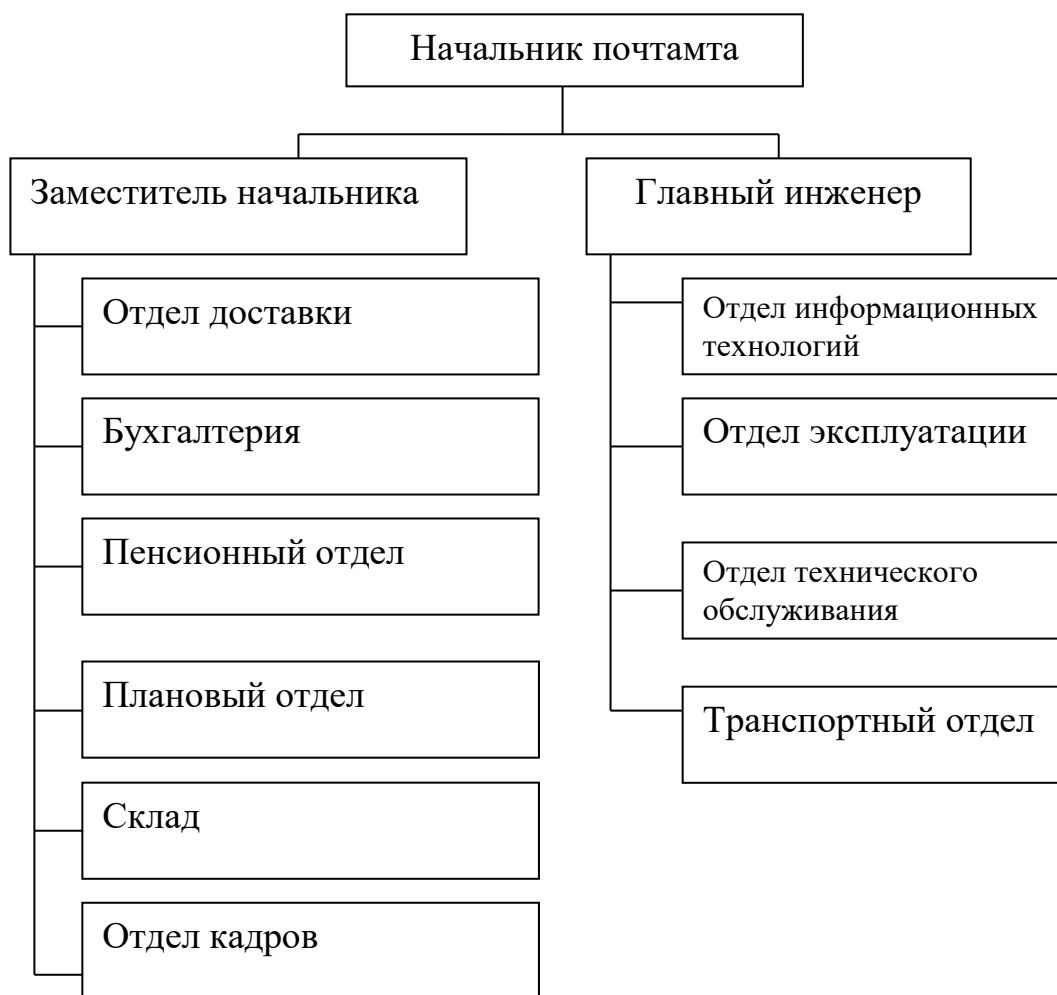 Начальник почтамта
Заместитель начальника
Главный инженер
Отдел доставки
Бухгалтерия
Пенсионный отдел
Плановый отдел
Склад
Отдел кадров
Отдел информационных
технологий
Отдел эксплуатации
Отдел технического
обслуживания
Транспортный отдел